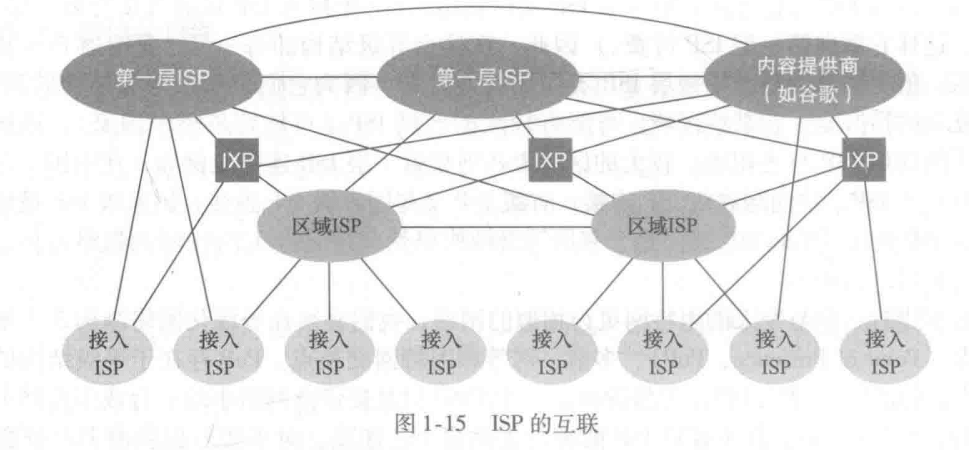 第一层ISP
第一层ISP
内容提供商
（如谷歌）
IXP
IXP
IXP
区域ISP
区域ISP
接入
ISP
接入
ISP
接入
ISP
接入
ISP
接入
ISP
接入
ISP
接入
ISP
接入
ISP
图 1-15 ISP 的互联